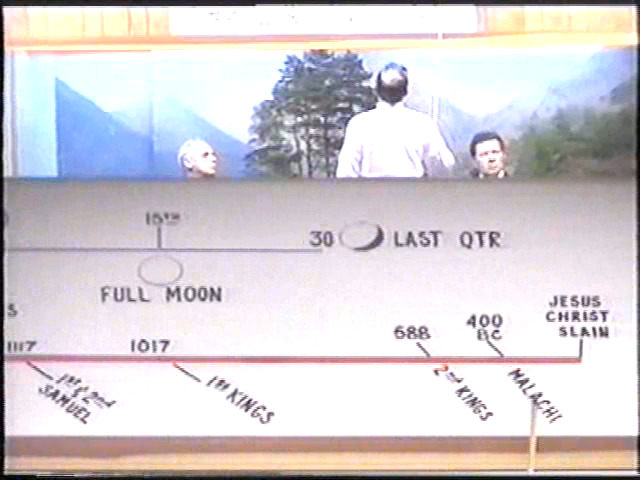 15TH
30 LAST QTR.
FULL MOON
S
1117
1017
688
400
BC
JESUS
CHRIST
SLAIN
1ST & 2nd
SAMUEL
1ST KINGS
2nd KINGS
MALACHI